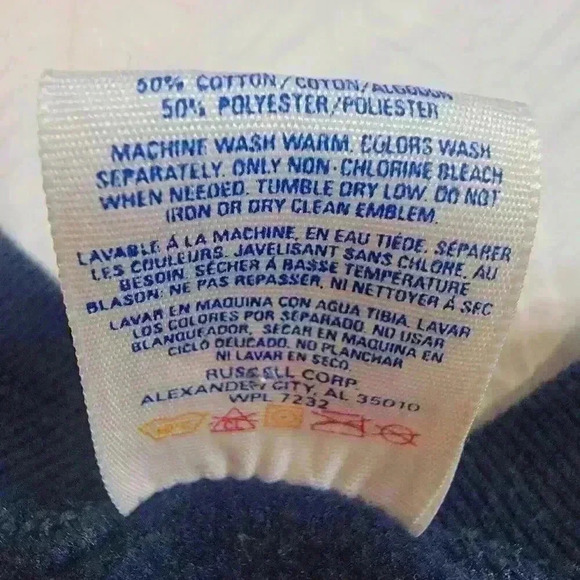 50% COTTON/COTON/ALGODON
50% POLYESTER/POLIESTER
MACHINE WASH WARM. COLORS WASH
SEPARATELY. ONLY NON-CHLORINE BLEACH
WHEN NEEDED. TUMBLE DRY LOW. DO NOT
IRON OR DRY CLEAN EMBLEM.
LAVABLE À LA MACHINE, EN EAU TIÈDE, SÉPARER
LES COULEURS. JAVELISANT SANS CHLORE, AU
BESOIN. SÉCHER À BASSE TEMPÉRATURE
BLASON: NE PAS REPASSER, NI NETTOYER À SEC
LAVAR EN MAQUINA CON AGUA TIBIA. LAVAR
LOS COLORES POR SEPARADO. NO USAR
BLANQUEADOR, SECAR EN MAQUINA EN
CICLO DELICADO. NO PLANCHAR
NI LAVAR EN SECO.
RUSSELL CORP.
ALEXANDER CITY, AL 35010
WPL 7232